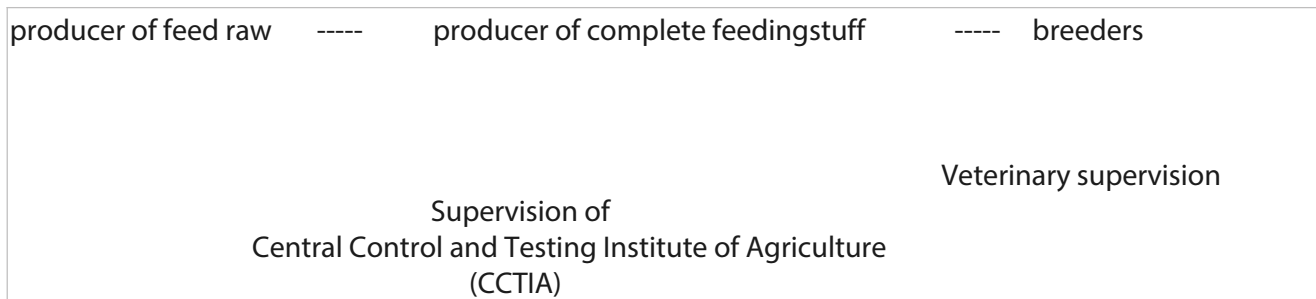 producer of feed raw ----- producer of complete feedingstuff ----- breeders
Veterinary supervision
Supervision of
Central Control and Testing Institute of Agriculture
(CCTIA)